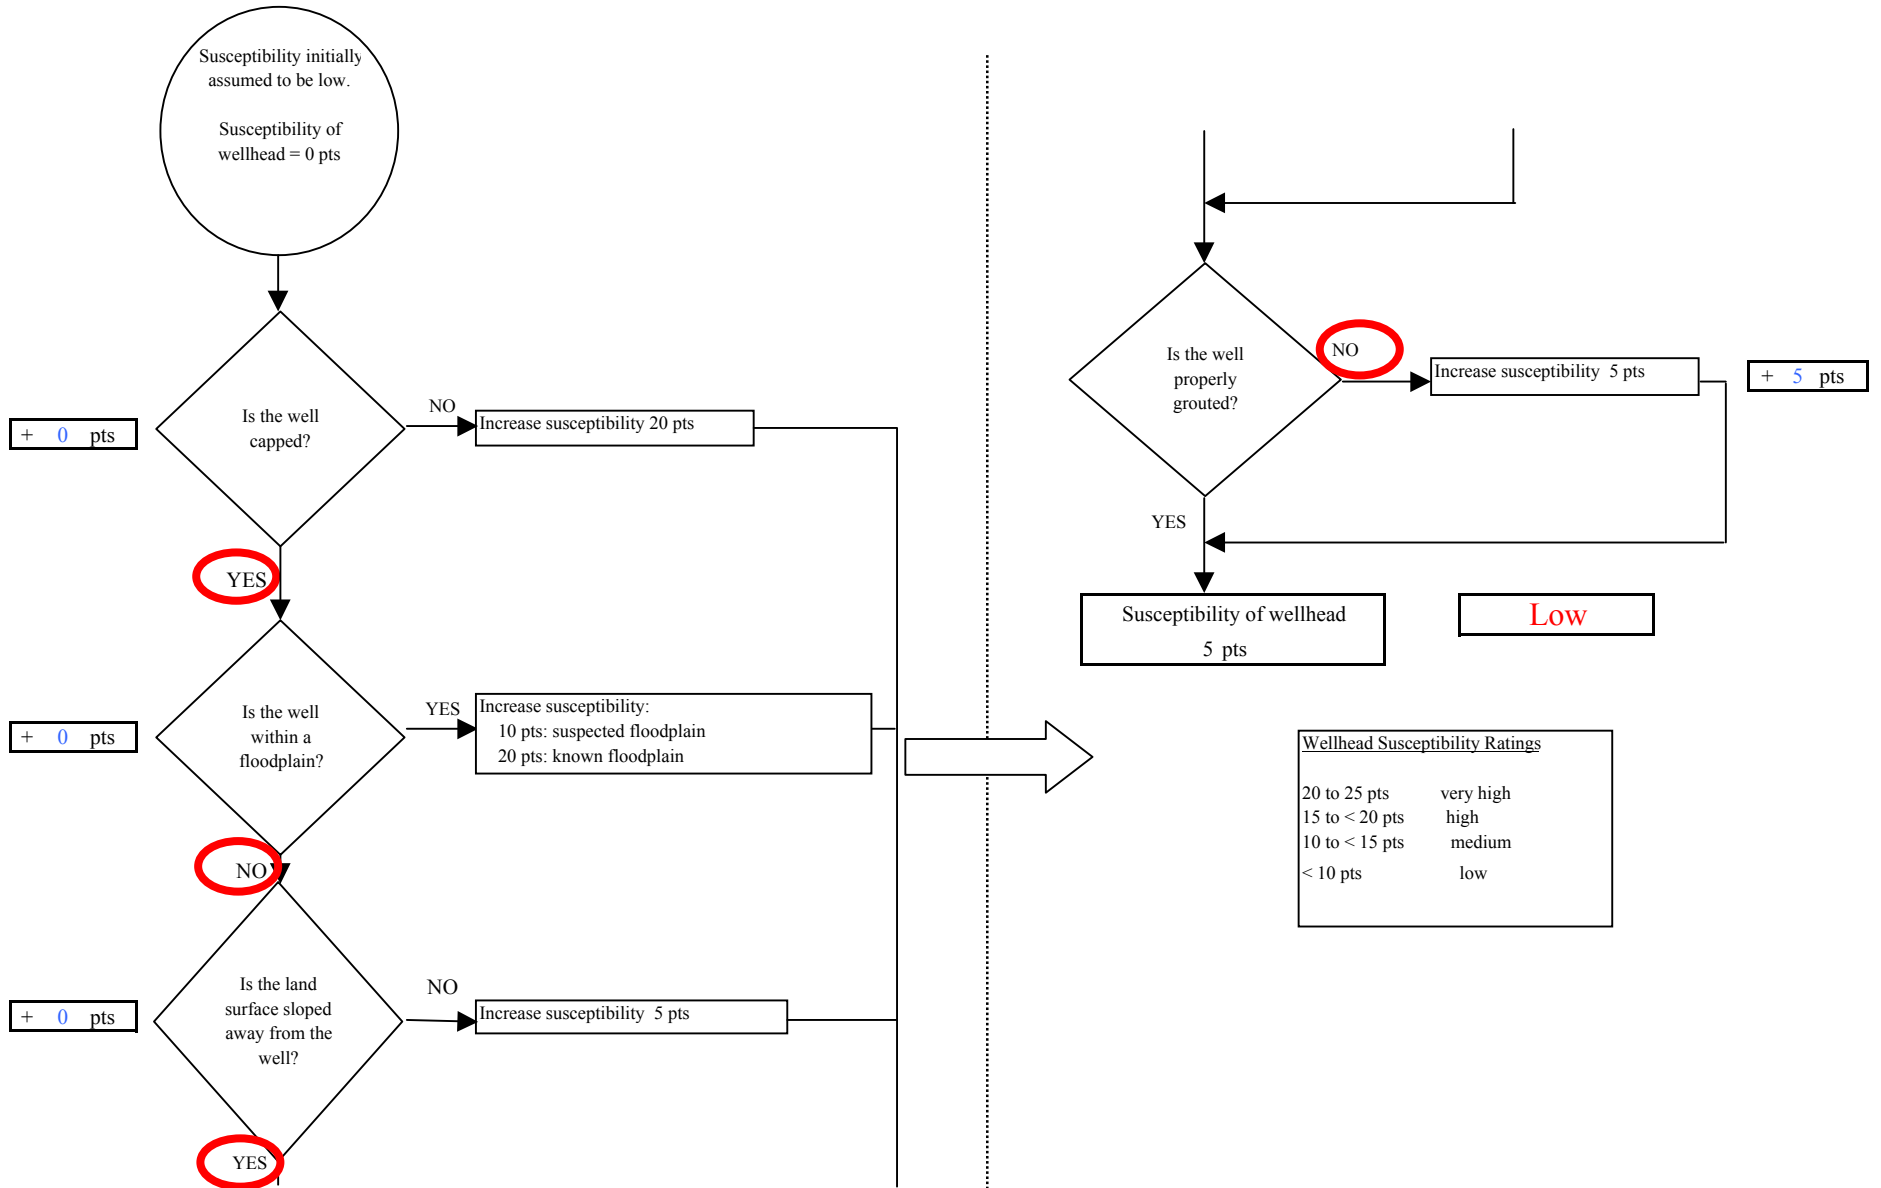 Susceptibility initially
assumed to be low.
Susceptibility of
wellhead = 0 pts
Is the well
capped?
NO
Increase susceptibility 20 pts
+ 0 pts
YES
Is the well
within a
floodplain?
YES
Increase susceptibility:
10 pts: suspected floodplain
20 pts: known floodplain
+ 0 pts
NO
Is the land
surface sloped
away from the
well?
NO
Increase susceptibility 5 pts
+ 0 pts
YES
Is the well
properly
grouted?
NO
Increase susceptibility 5 pts
+ 5 pts
YES
Susceptibility of wellhead
5 pts
Low
Wellhead Susceptibility Ratings
20 to 25 pts very high
15 to < 20 pts high
10 to < 15 pts medium
< 10 pts low